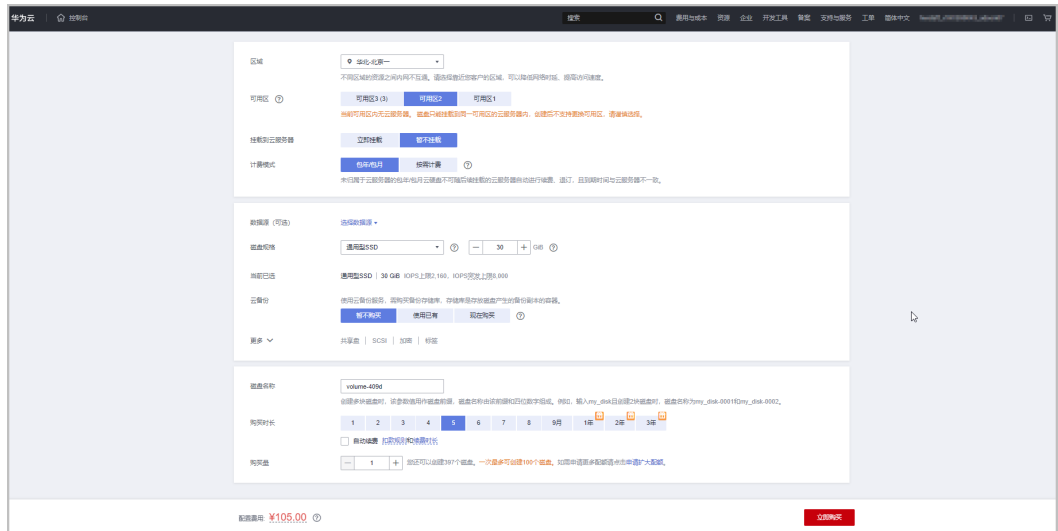 华为云 控制台 搜索 费用与成本 资源 企业 开发工具 备案 支持与服务 工单 简体中文
区域 华北-北京一
不同区域的资源之间内网不互通。请选择靠近您客户的区域，可以降低网络时延、提高访问速度。
可用区 可用区3 (3) 可用区2 可用区1
当前可用区内无云服务器。 磁盘只能挂载到同一可用区的云服务器内，创建后不支持更换可用区，请谨慎选择。
挂载到云服务器 立即挂载 暂不挂载
计费模式 包年/包月 按需计费
未归属于云服务器的包年/包月云硬盘不可随后续挂载的云服务器自动进行续费、退订，且到期时间与云服务器不一致。
数据源（可选） 选择数据源
磁盘规格 通用型SSD 30 GiB
当前已选 通用型SSD | 30 GiB IOPS上限2,160，IOPS突发上限8,000
云备份 使用云备份服务，需购买备份存储库，存储库是存放磁盘产生的备份副本的容器。
暂不购买 使用已有 现在购买
更多 共享盘 | SCSI | 加密 | 标签
磁盘名称 volume-409d
创建多块磁盘时，该参数值用作磁盘前缀，磁盘名称由该前缀和四位数字组成。例如，输入my_disk且创建2块磁盘时，磁盘名称为my_disk-0001和my_disk-0002。
购买时长 1 2 3 4 5 6 7 8 9月 1年 2年 3年
自动续费 扣款规则和续费时长
购买量 1 您还可以创建397个磁盘。一次最多可创建100个磁盘。如需申请更多配额请点击申请扩大配额。
配置费用 ¥105.00 立即购买